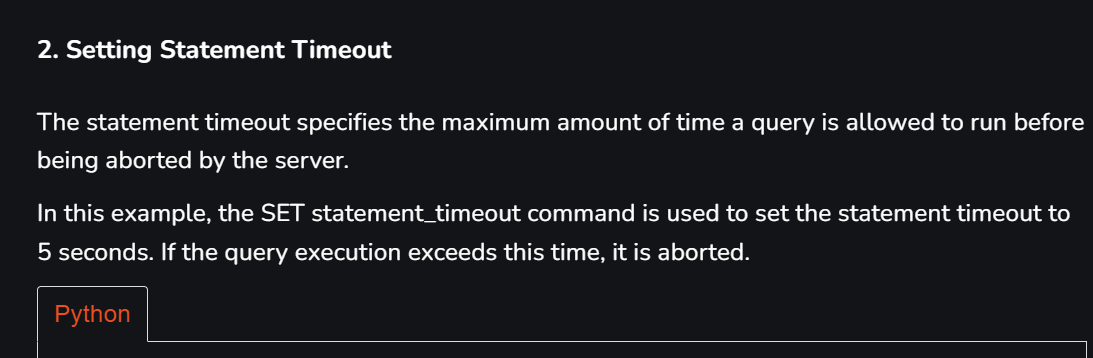 2. Setting Statement Timeout
The statement timeout specifies the maximum amount of time a query is allowed to run before
being aborted by the server.
In this example, the SET statement_timeout command is used to set the statement timeout to
5 seconds. If the query execution exceeds this time, it is aborted.
Python